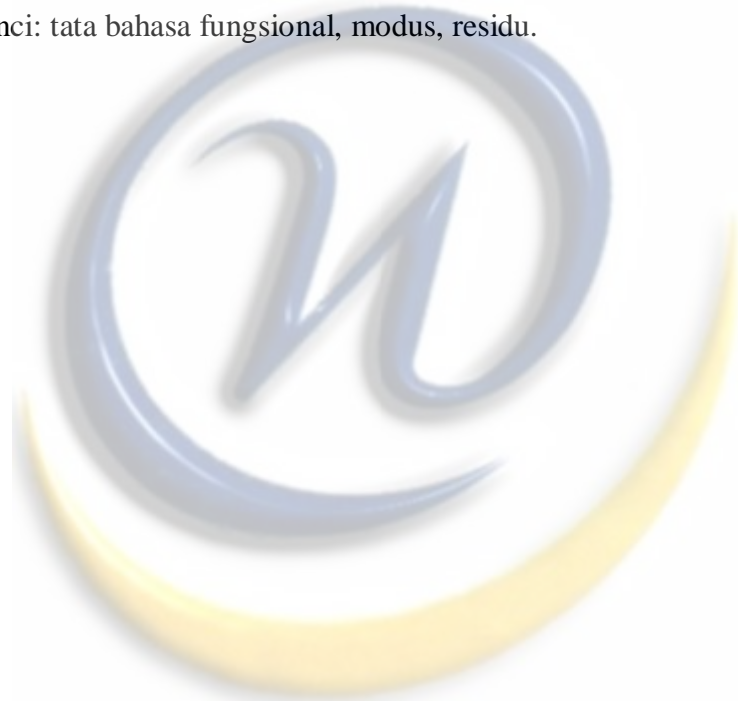 nci: tata bahasa fungsional, modus, residu.